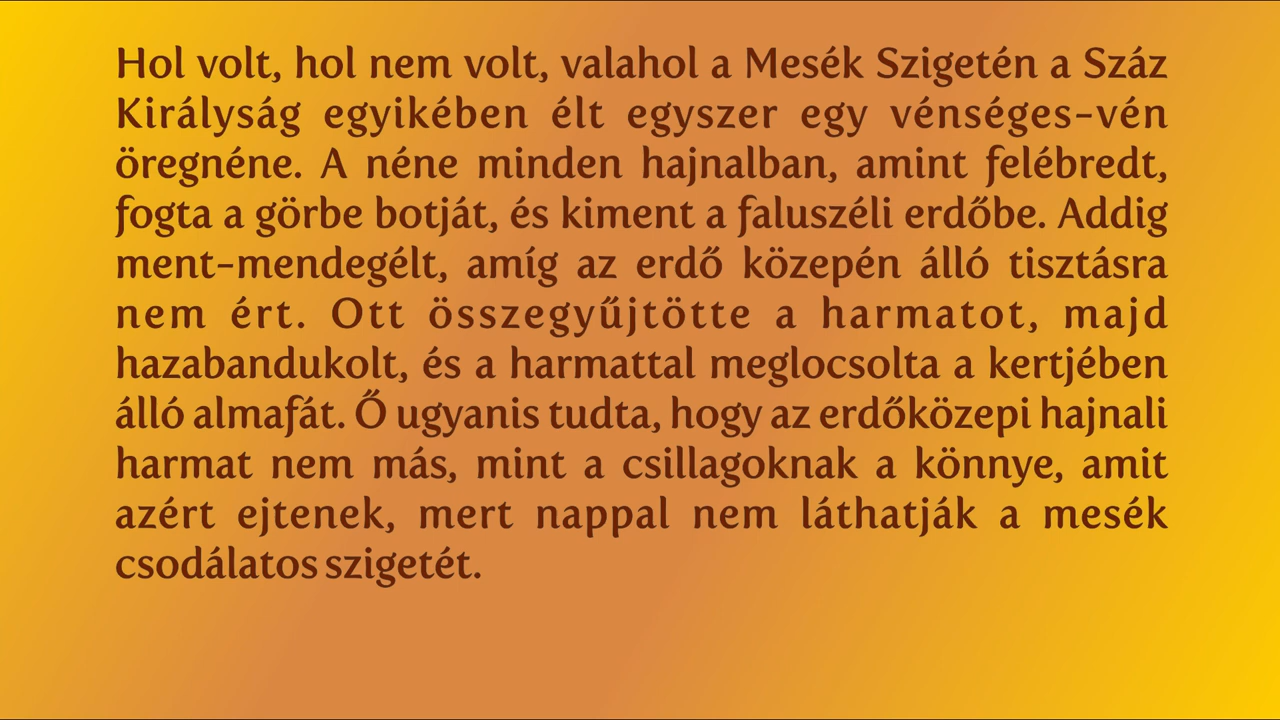 Hol volt, hol nem volt, valahol a Mesék Szigetén a Száz
Királyság egyikében élt egyszer egy vénséges-vén
öregnéne. A néne minden hajnalban, amint felébredt,
fogta a görbe botját, és kiment a faluszéli erdőbe. Addig
ment-mendegélt, amíg az erdő közepén álló tisztásra
nem ért. Ott összegyűjtötte a harmatot, majd
hazabandukolt, és a harmattal meglocsolta a kertjében
álló almafát. Ő ugyanis tudta, hogy az erdőközepi hajnali
harmat nem más, mint a csillagoknak a könnye, amit
azért ejtenek, mert nappal nem láthatják a mesék
csodálatos szigetét.